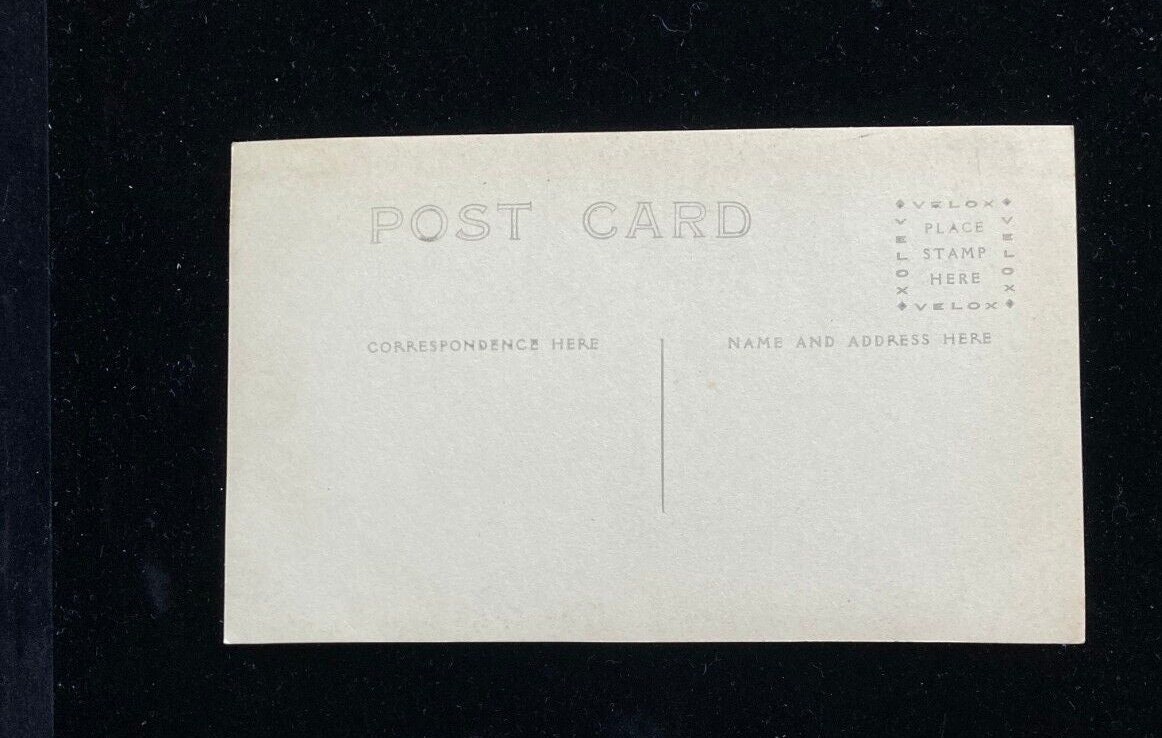 POST CARD
◆ VELOX ◆
VELOX
PLACE
STAMP
HERE
VELOX
◆ VELOX ◆
CORRESPONDENCE HERE
NAME AND ADDRESS HERE